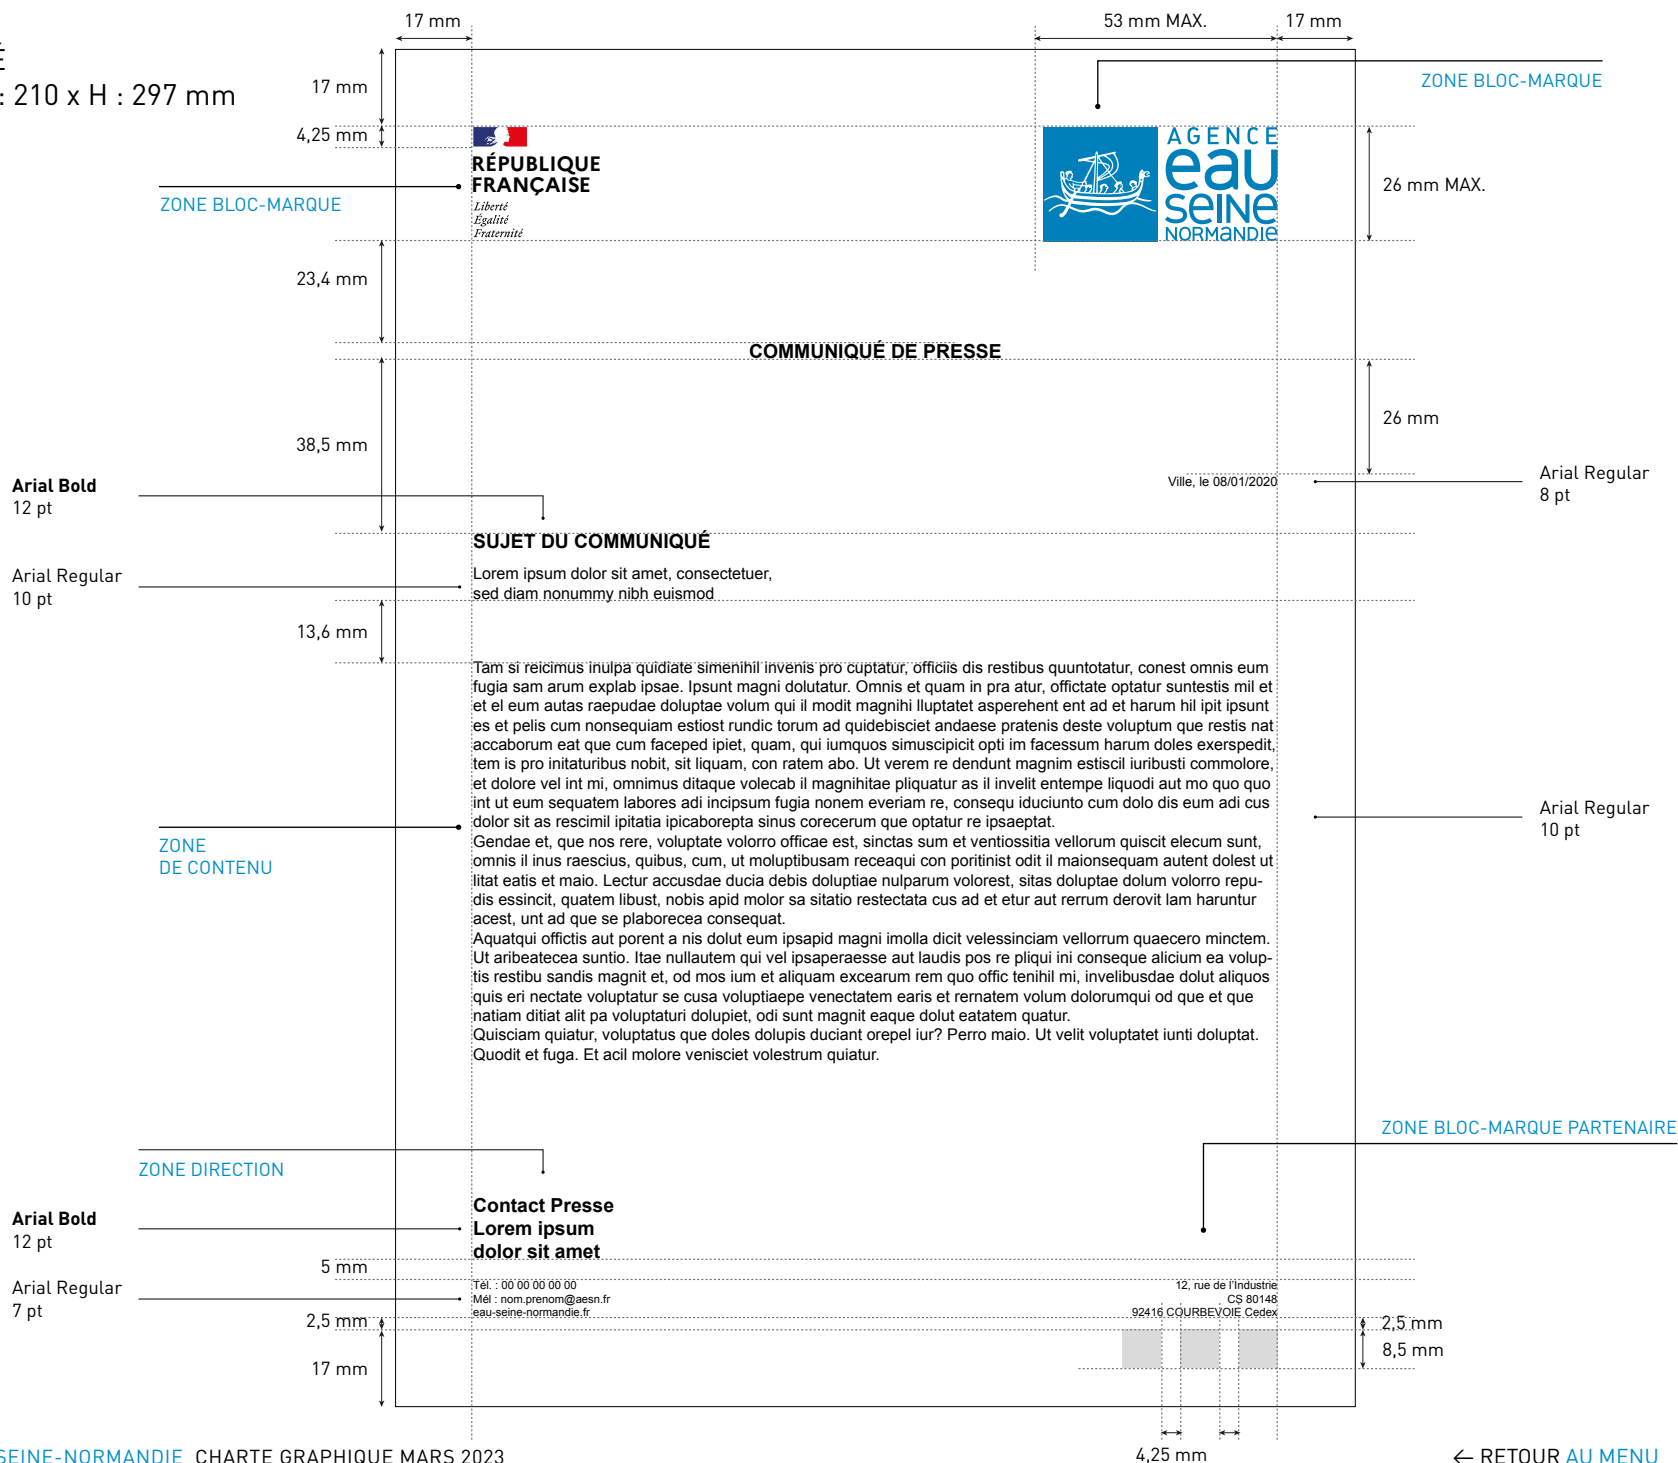 17 mm
53 mm MAX.
17 mm
: 210 x H : 297 mm
17 mm
ZONE BLOC-MARQUE
4,25 mm
RÉPUBLIQUE
FRANÇAISE
Liberté
Égalité
Fraternité
AGENCE
eau
SEINE
NORMANDIE
26 mm MAX.
ZONE BLOC-MARQUE
23,4 mm
COMMUNIQUÉ DE PRESSE
26 mm
38,5 mm
Arial Bold
12 pt
Ville, le 08/01/2020
Arial Regular
8 pt
SUJET DU COMMUNIQUÉ
Arial Regular
10 pt
Lorem ipsum dolor sit amet, consectetuer,
sed diam nonummy nibh euismod
13,6 mm
Tam si reicimus inulpa quidiate simenihil invenis pro cuptatur, officiis dis restibus quuntotatur, conest omnis eum
fugia sam arum explab ipsae. Ipsunt magni dolutatur. Omnis et quam in pra atur, offictate optatur suntestis mil et
et el eum autas raepudae doluptae volum qui il modit magnihi lluptatet asperehent ent ad et harum hil ipit ipsunt
es et pelis cum nonsequiam estiost rundic torum ad quidebisciet andaese pratenis deste voluptum que restis nat
accaborum eat que cum faceped ipiet, quam, qui iumquos simuscipicit opti im facessum harum doles exerspedit,
tem is pro initaturibus nobit, sit liquam, con ratem abo. Ut verem re dendunt magnim estiscil iuribusti commolore,
et dolore vel int mi, omnimus ditaque volecab il magnihitae pliquatur as il invelit entempe liquodi aut mo quo quo
int ut eum sequatem labores adi incipsum fugia nonem everiam re, consequ iduciunto cum dolo dis eum adi cus
dolor sit as rescimil ipitatia ipicaborepta sinus corecerum que optatur re ipsaeptat.
Gendae et, que nos rere, voluptate volorro officae est, sinctas sum et ventiossitia vellorum quiscit elecum sunt,
omnis il inus raescius, quibus, cum, ut moluptibusam receaqui con poritinist odit il maionsequam autent dolest ut
litat eatis et maio. Lectur accusdae ducia debis doluptiae nulparum volorest, sitas doluptae dolum volorro repu-
dis essincit, quatem libust, nobis apid molor sa sitatio restectata cus ad et etur aut rerrum derovit lam haruntur
acest, unt ad que se plaborecea consequat.
Aquatqui offictis aut porent a nis dolut eum ipsapid magni imolla dicit velessinciam vellorrum quaecero minctem.
Ut aribeatecea suntio. Itae nullautem qui vel ipsaperaesse aut laudis pos re pliqui ini conseque alicium ea volup-
tis restibu sandis magnit et, od mos ium et aliquam excearum rem quo offic tenihil mi, invelibusdae dolut aliquos
quis eri nectate voluptatur se cusa voluptiaepe venectatem earis et rernatem volum dolorumqui od que et que
natiam ditiat alit pa voluptaturi dolupiet, odi sunt magnit eaque dolut eatatem quatur.
Quisciam quiatur, voluptatus que doles dolupis duciant orepel iur? Perro maio. Ut velit voluptatet iunti doluptat.
Quodit et fuga. Et acil molore venisciet volestrum quiatur.
ZONE
DE CONTENU
Arial Regular
10 pt
ZONE BLOC-MARQUE PARTENAIRE
ZONE DIRECTION
Arial Bold
12 pt
Contact Presse
Lorem ipsum
dolor sit amet
5 mm
Arial Regular
7 pt
Tél. : 00 00 00 00 00
Mél : nom.prenom@aesn.fr
eau-seine-normandie.fr
12, rue de l'Industrie
CS 80148
92416 COURBEVOIE Cedex
2,5 mm
2,5 mm
8,5 mm
17 mm
4,25 mm
SEINE-NORMANDIE CHARTE GRAPHIQUE MARS 2023
← RETOUR AU MENU